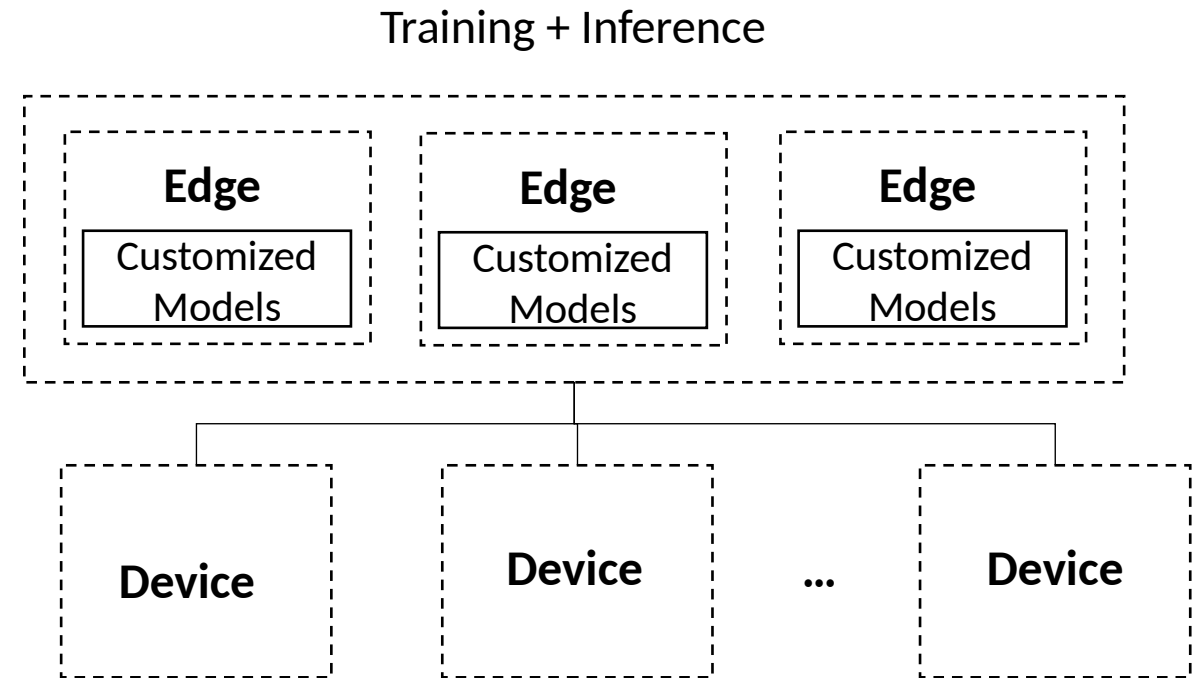 Training + Inference
Edge
Edge
Edge
Customized
Models
Customized
Models
Customized
Models
Device
Device
...
Device